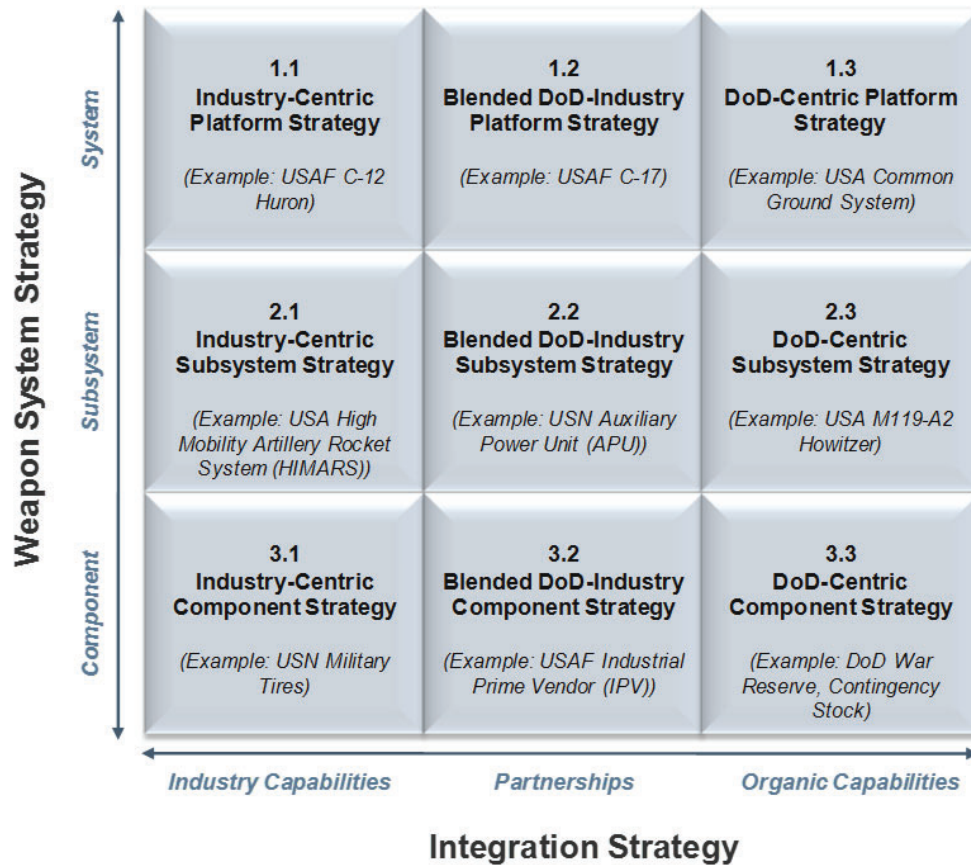 Weapon System Strategy
System
1.1
Industry-Centric
Platform Strategy
(Example: USAF C-12
Huron)
1.2
Blended DoD-Industry
Platform Strategy
(Example: USAF C-17)
1.3
DoD-Centric Platform
Strategy
(Example: USA Common
Ground System)
Subsystem
2.1
Industry-Centric
Subsystem Strategy
(Example: USA High
Mobility Artillery Rocket
System (HIMARS))
2.2
Blended DoD-Industry
Subsystem Strategy
(Example: USN Auxiliary
Power Unit (APU))
2.3
DoD-Centric
Subsystem Strategy
(Example: USA M119-A2
Howitzer)
Component
3.1
Industry-Centric
Component Strategy
(Example: USN Military
Tires)
3.2
Blended DoD-Industry
Component Strategy
(Example: USAF Industrial
Prime Vendor (IPV))
3.3
DoD-Centric
Component Strategy
(Example: DoD War
Reserve, Contingency
Stock)
Industry Capabilities
Partnerships
Organic Capabilities
Integration Strategy